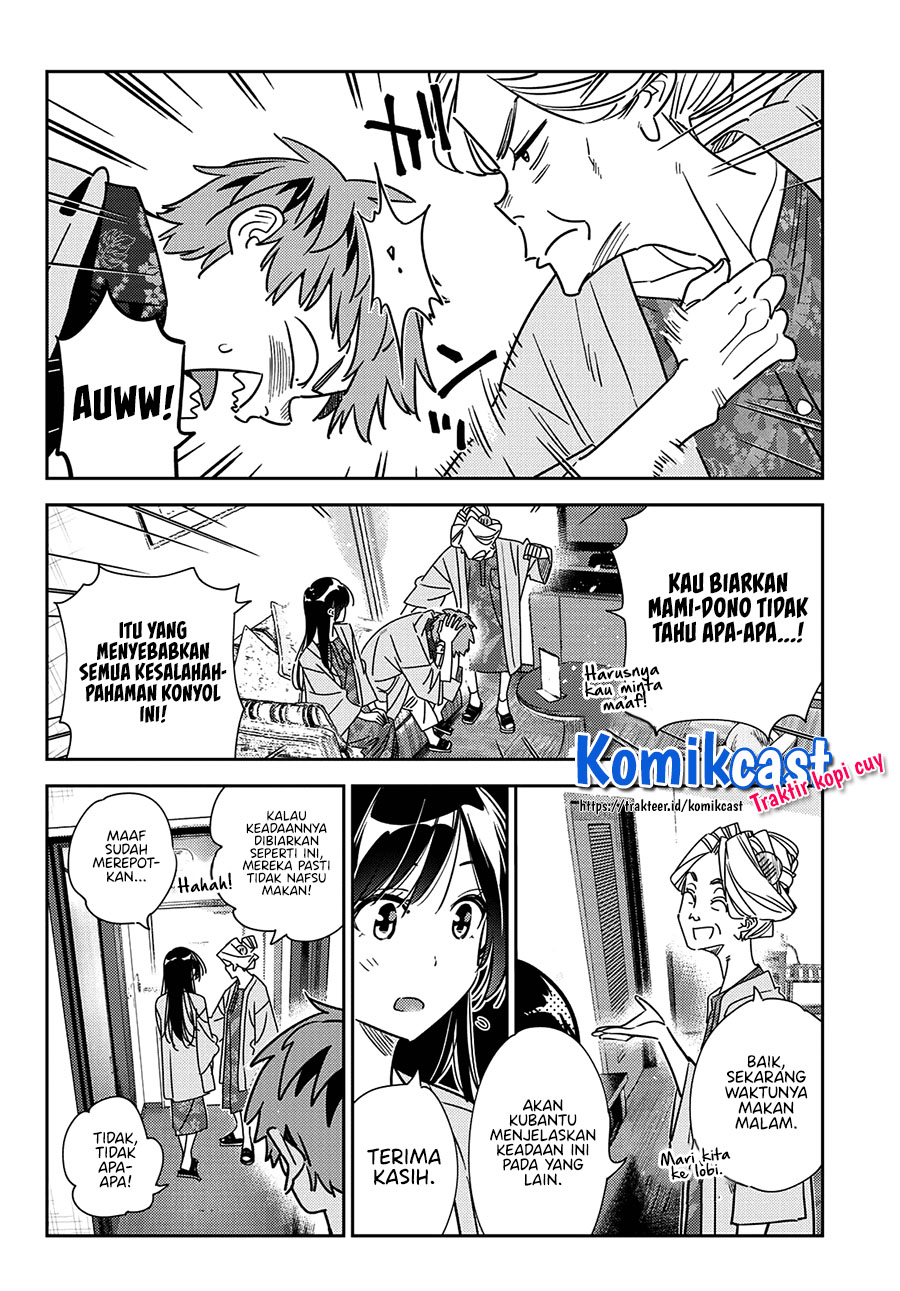 ガ
ン
AUWW!
KAU BIARKAN
MAMI-DONO TIDAK
TAHU APA-APA...!
Harusnya
kau minta
maaf!
ITU YANG
MENYEBABKAN
SEMUA KESALAHAH-
PAHAMAN KONYOL
INI!
Komikcast
https://trakteer.id/komikcast
Traktir kopi cuy
BAIK,
SEKARANG
WAKTUNYA
MAKAN
MALAM.
Mari kita
ke lobi.
AKAN
KUBANTU
MENJELASKAN
KEADAAN INI
PADA YANG
LAIN.
TERIMA
KASIH.
KALAU
KEADAANNYA
DIBIARKAN
SEPERTI INI,
MEREKA PASTI
TIDAK NAFSU
MAKAN!
Hahah!
MAAF
SUDAH
MEREPOT-
KAN...
TIDAK,
TIDAK
APA-
APA!